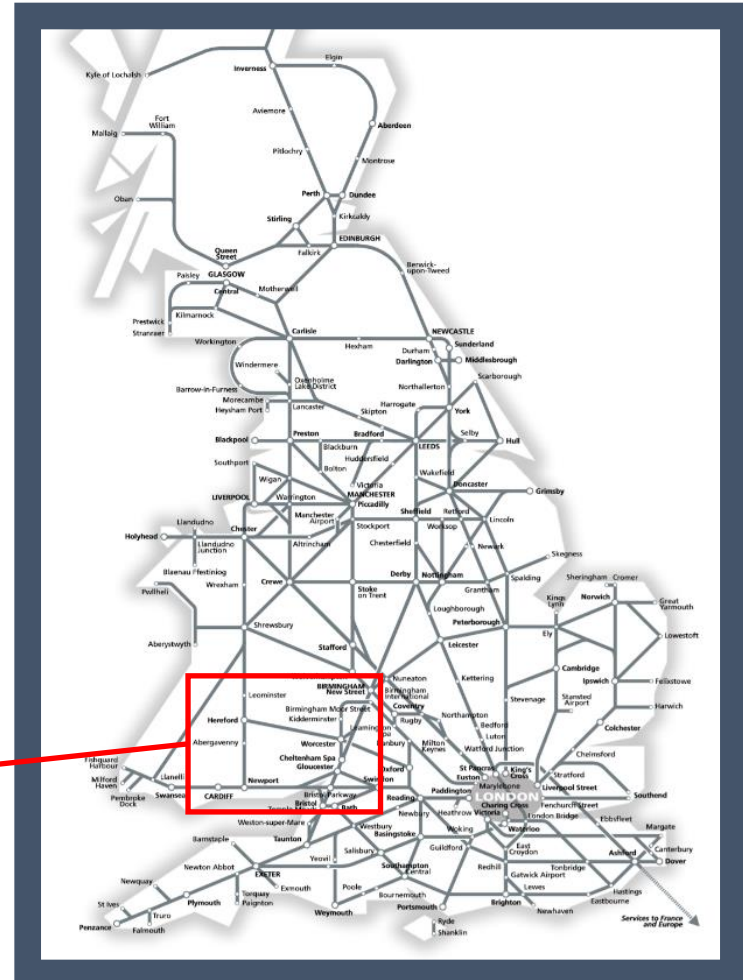 Elgin
Inverness
Kyle of Lochalsh
Aviemore
Fort
William
Mallaig
Aberdeen
Pitlochry
Montrose
Perth
Dundee
Oban
Kirkcaldy
Stirling
EDINBURGH
Falkirk
Queen
Street
GLASGOW
Central
Paisley
Motherwell
Berwick-
upon-Tweed
Prestwick
Stranraer
Kilmarnock
Carlisle
NEWCASTLE
Workington
Hexham
Sunderland
Durham
Darlington
Middlesbrough
Windermere
Scarborough
Oxenholme
Lake District
Northallerton
Barrow-in-Furness
Morecambe
Heysham Port
Lancaster
Harrogate
York
Skipton
Blackpool
Preston
Bradford
Selby
Hull
Blackburn
LEEDS
Huddersfield
Southport
Bolton
Wakefield
Wigan
Victoria
MANCHESTER
Piccadilly
Doncaster
Grimsby
LIVERPOOL
Warrington
Manchester
Airport
Sheffield
Retford
Lincoln
Llandudno
Stockport
Worksop
Holyhead
Chester
Llandudno
Junction
Altrincham
Chesterfield
Newark
Skegness
Blaenau Ffestiniog
Pwllheli
Wrexham
Crewe
Stoke
on Trent
Derby
Nottingham
Grantham
Spalding
Sheringham
Cromer
Kings
Lynn
Norwich
Great
Yarmouth
Loughborough
Peterborough
Shrewsbury
Ely
Lowestoft
Aberystwyth
Stafford
Leicester
Cambridge
Nuneaton
Kettering
Ipswich
Felixstowe
BIRMINGHAM
New Street
Birmingham
International
Stansted
Airport
Harwich
Leominster
Stevenage
Birmingham Moor Street
Coventry
Kidderminster
Northampton
Rugby
Hereford
Bedford
Colchester
Luton
Worcester
Milton
Keynes
Abergavenny
Watford Junction
Chelmsford
Cheltenham Spa
Gloucester
Oxford
St Pancras
King's
Cross
Euston
Stratford
Fishguard
Harbour
Milford
Haven
Llanelli
Newport
Swindon
Marylebone
Liverpool Street
Paddington
LONDON
Southend
Pembroke
Dock
Swansea
CARDIFF
Bristol Parkway
Reading
Charing Cross
Fenchurch Street
Bristol
Bath
Newbury
Heathrow
Victoria
London Bridge
Ebbsfleet
Weston-super-Mare
Waterloo
Margate
Westbury
Basingstoke
Woking
Barnstaple
Taunton
East
Croydon
Canterbury
Salisbury
Guildford
Ashford
Dover
Newton Abbot
Yeovil
Southampton
Central
Redhill
Tonbridge
Gatwick Airport
EXETER
Newquay
Exmouth
Poole
Lewes
Hastings
Torquay
Paignton
Bournemouth
Eastbourne
St Ives
Plymouth
Weymouth
Portsmouth
Brighton
Newhaven
Truro
Ryde
Penzance
Falmouth
Shanklin
Services to France
and Europe